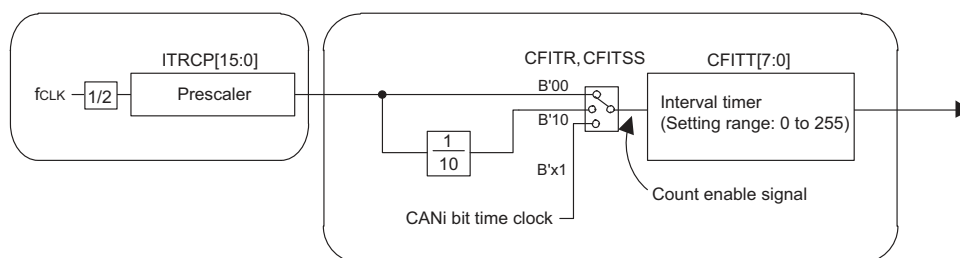 ITRCP[15:0]
fCLK
1/2
Prescaler
CFITR, CFITSS
CFITT[7:0]
B'00
B'10
B'x1
1
10
Interval timer
(Setting range: 0 to 255)
Count enable signal
CANi bit time clock